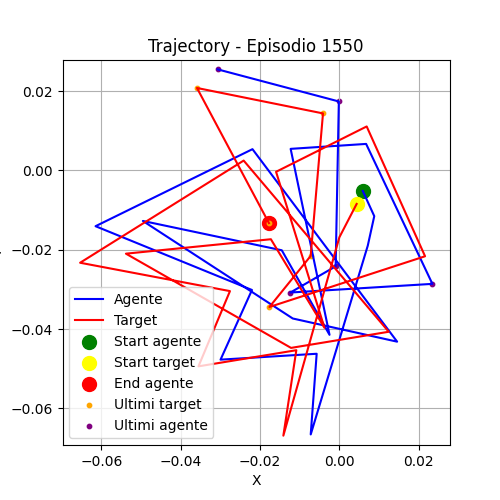 Trajectory - Episodio 1550
0.02
0.00
−0.02
−0.04
−0.06
Agente
Target
Start agente
Start target
End agente
Ultimi target
Ultimi agente
−0.06
−0.04
−0.02
0.00
0.02
X